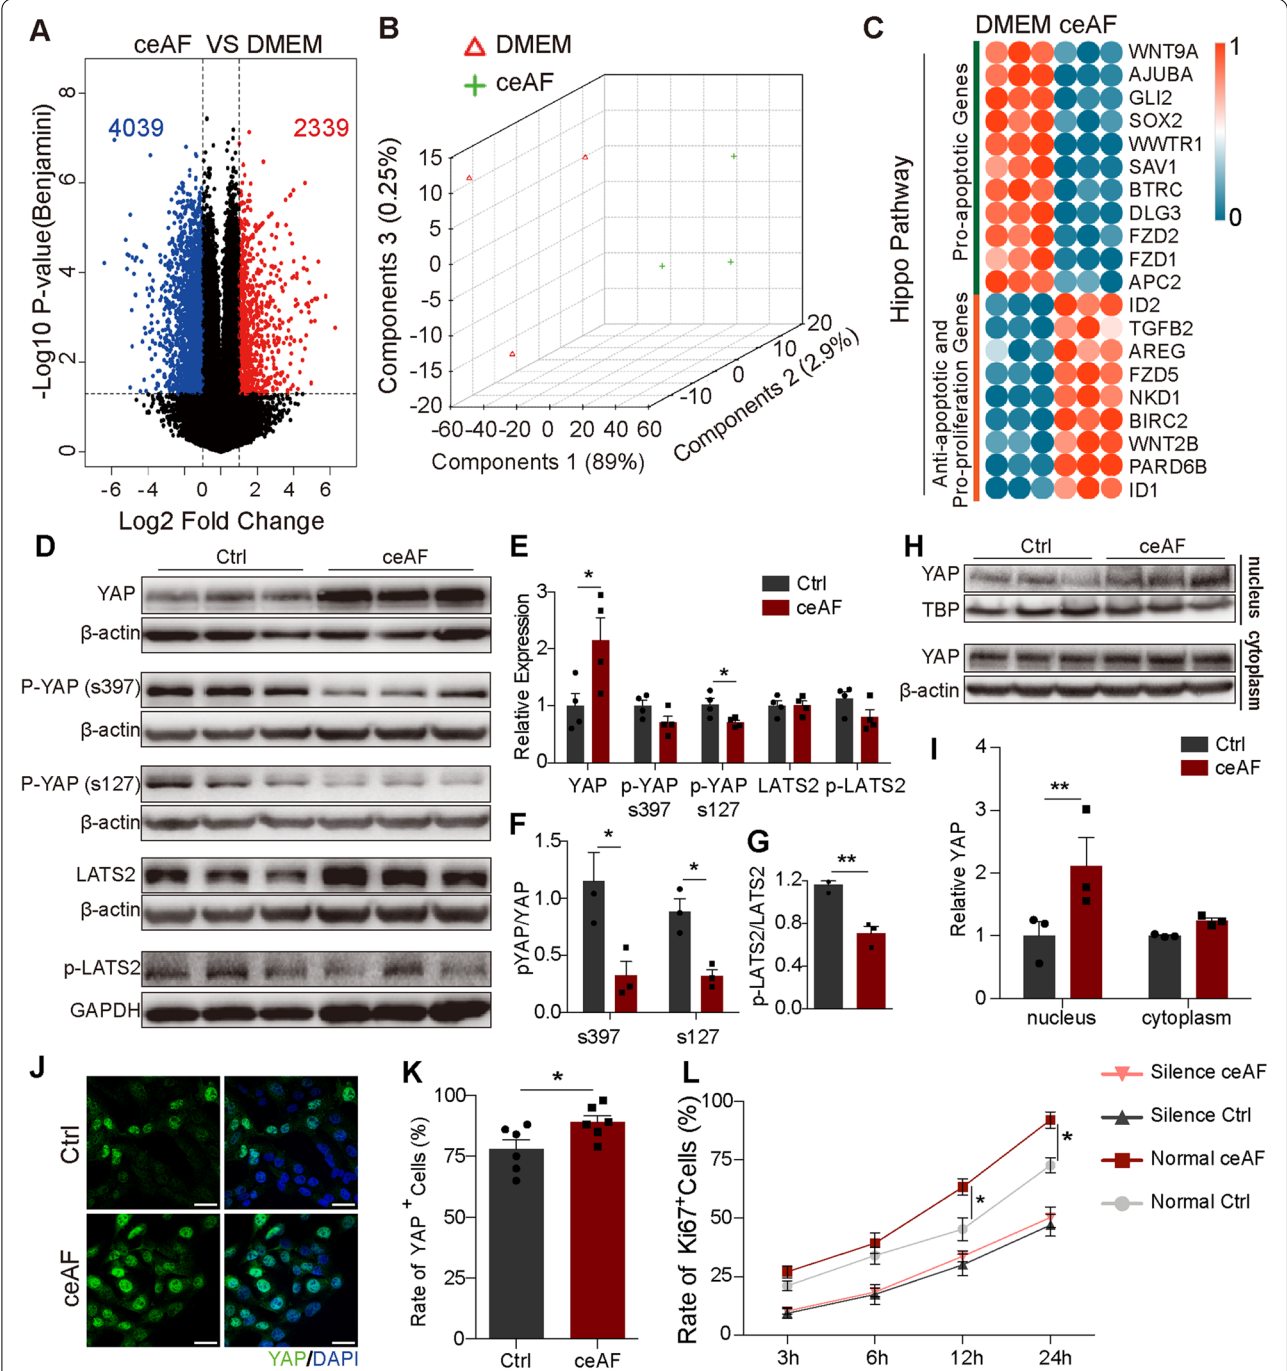 A
ceAF VS DMEM
4039
2339
-Log10 P-value(Benjamini)
8
6
4
2
0
-6 -4 0 2 4 6
Log2 Fold Change
B
DMEM
ceAF
Components 3 (0.25%)
15
10
5
0
-5
-10
-15
-20
-60-40-20 0 20 40 60
Components 1 (89%)
-10 0 10 20
Components 2 (2.9%)
C
DMEM ceAF
Hippo Pathway
Pro-apoptotic Genes
Anti-apoptotic and
Pro-proliferation Genes
WNT9A
AJUBA
GLI2
SOX2
WWTR1
SAV1
BTRC
DLG3
FZD2
FZD1
APC2
ID2
TGFB2
AREG
FZD5
NKD1
BIRC2
WNT2B
PARD6B
ID1
1
0
D
Ctrl ceAF
YAP
β-actin
P-YAP (s397)
β-actin
P-YAP (s127)
β-actin
LATS2
β-actin
p-LATS2
GAPDH
E
Relative Expression
3
2
1
0
*
*
Ctrl
ceAF
YAP p-YAP p-YAP LATS2 p-LATS2
s397 s127
F
pYAP/YAP
1.5
1.0
0.5
0.0
*
*
s397 s127
G
p-LATS2/LATS2
1.2
0.8
0.4
0.0
**
H
Ctrl ceAF
YAP
TBP
nucleus
YAP
β-actin
cytoplasm
I
Relative YAP
4
3
2
1
0
**
Ctrl
ceAF
nucleus cytoplasm
J
Ctrl
ceAF
YAP/DAPI
K
Rate of YAP + Cells (%)
100
75
50
25
0
*
Ctrl ceAF
L
Rate of Ki67+Cells (%)
100
75
50
25
0
*
*
3h 6h 12h 24h
Silence ceAF
Silence Ctrl
Normal ceAF
Normal Ctrl